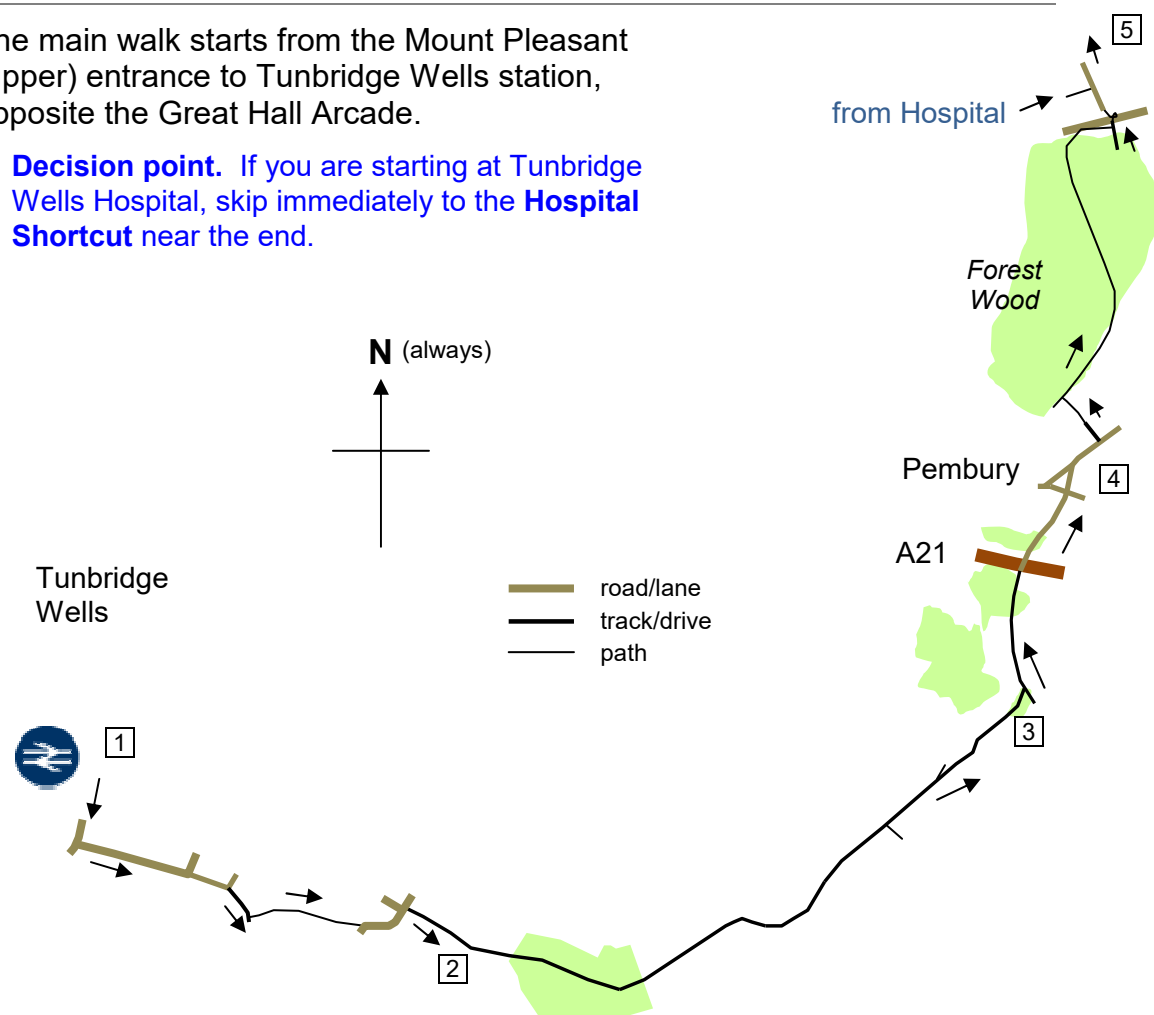 he main walk starts from the Mount Pleasant
pper) entrance to Tunbridge Wells station,
pposite the Great Hall Arcade.
Decision point. If you are starting at Tunbridge
Wells Hospital, skip immediately to the Hospital
Shortcut near the end.
5
from Hospital
Forest
Wood
N (always)
Pembury
4
A21
Tunbridge
Wells
road/lane
track/drive
path
1
3
2